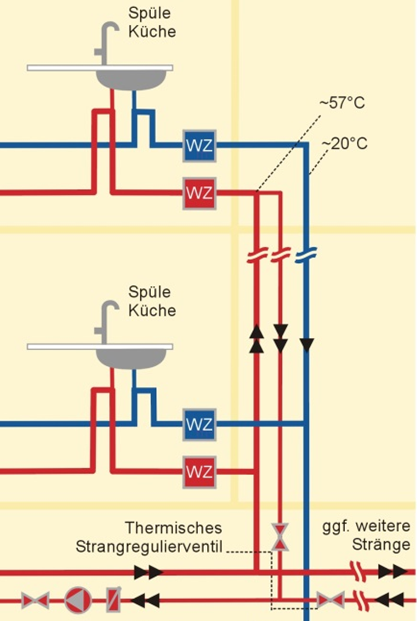 Spüle
Küche
~57°C
~20°C
WZ
WZ
Spüle
Küche
WZ
WZ
Thermisches
Strangregulierventil
ggf. weitere
Stränge